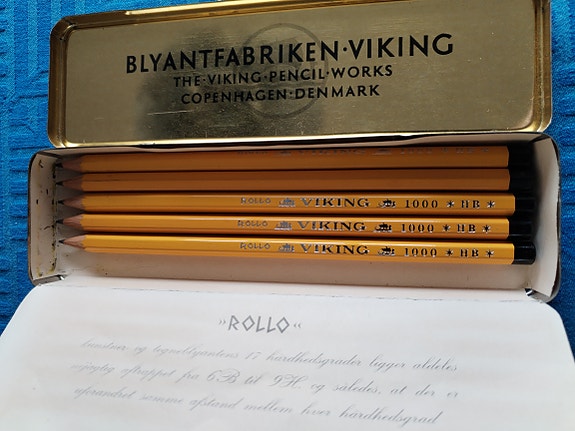 BLYANTFABRIKEN·VIKING
THE·VIKING·PENCIL·WORKS
COPENHAGEN·DENMARK
ROLLO VIKING 1000 * HB *
ROLLO VIKING 1000 * HB *
ROLLO VIKING 1000 * HB *
»ROLLO«
kunstner- og tegneblyantens 17 hårdhedsgrader ligger aldeles
nøjagtig aftrappet fra 6B til 9H og således, at der er
uforandret samme afstand mellem hver hårdhedsgrad